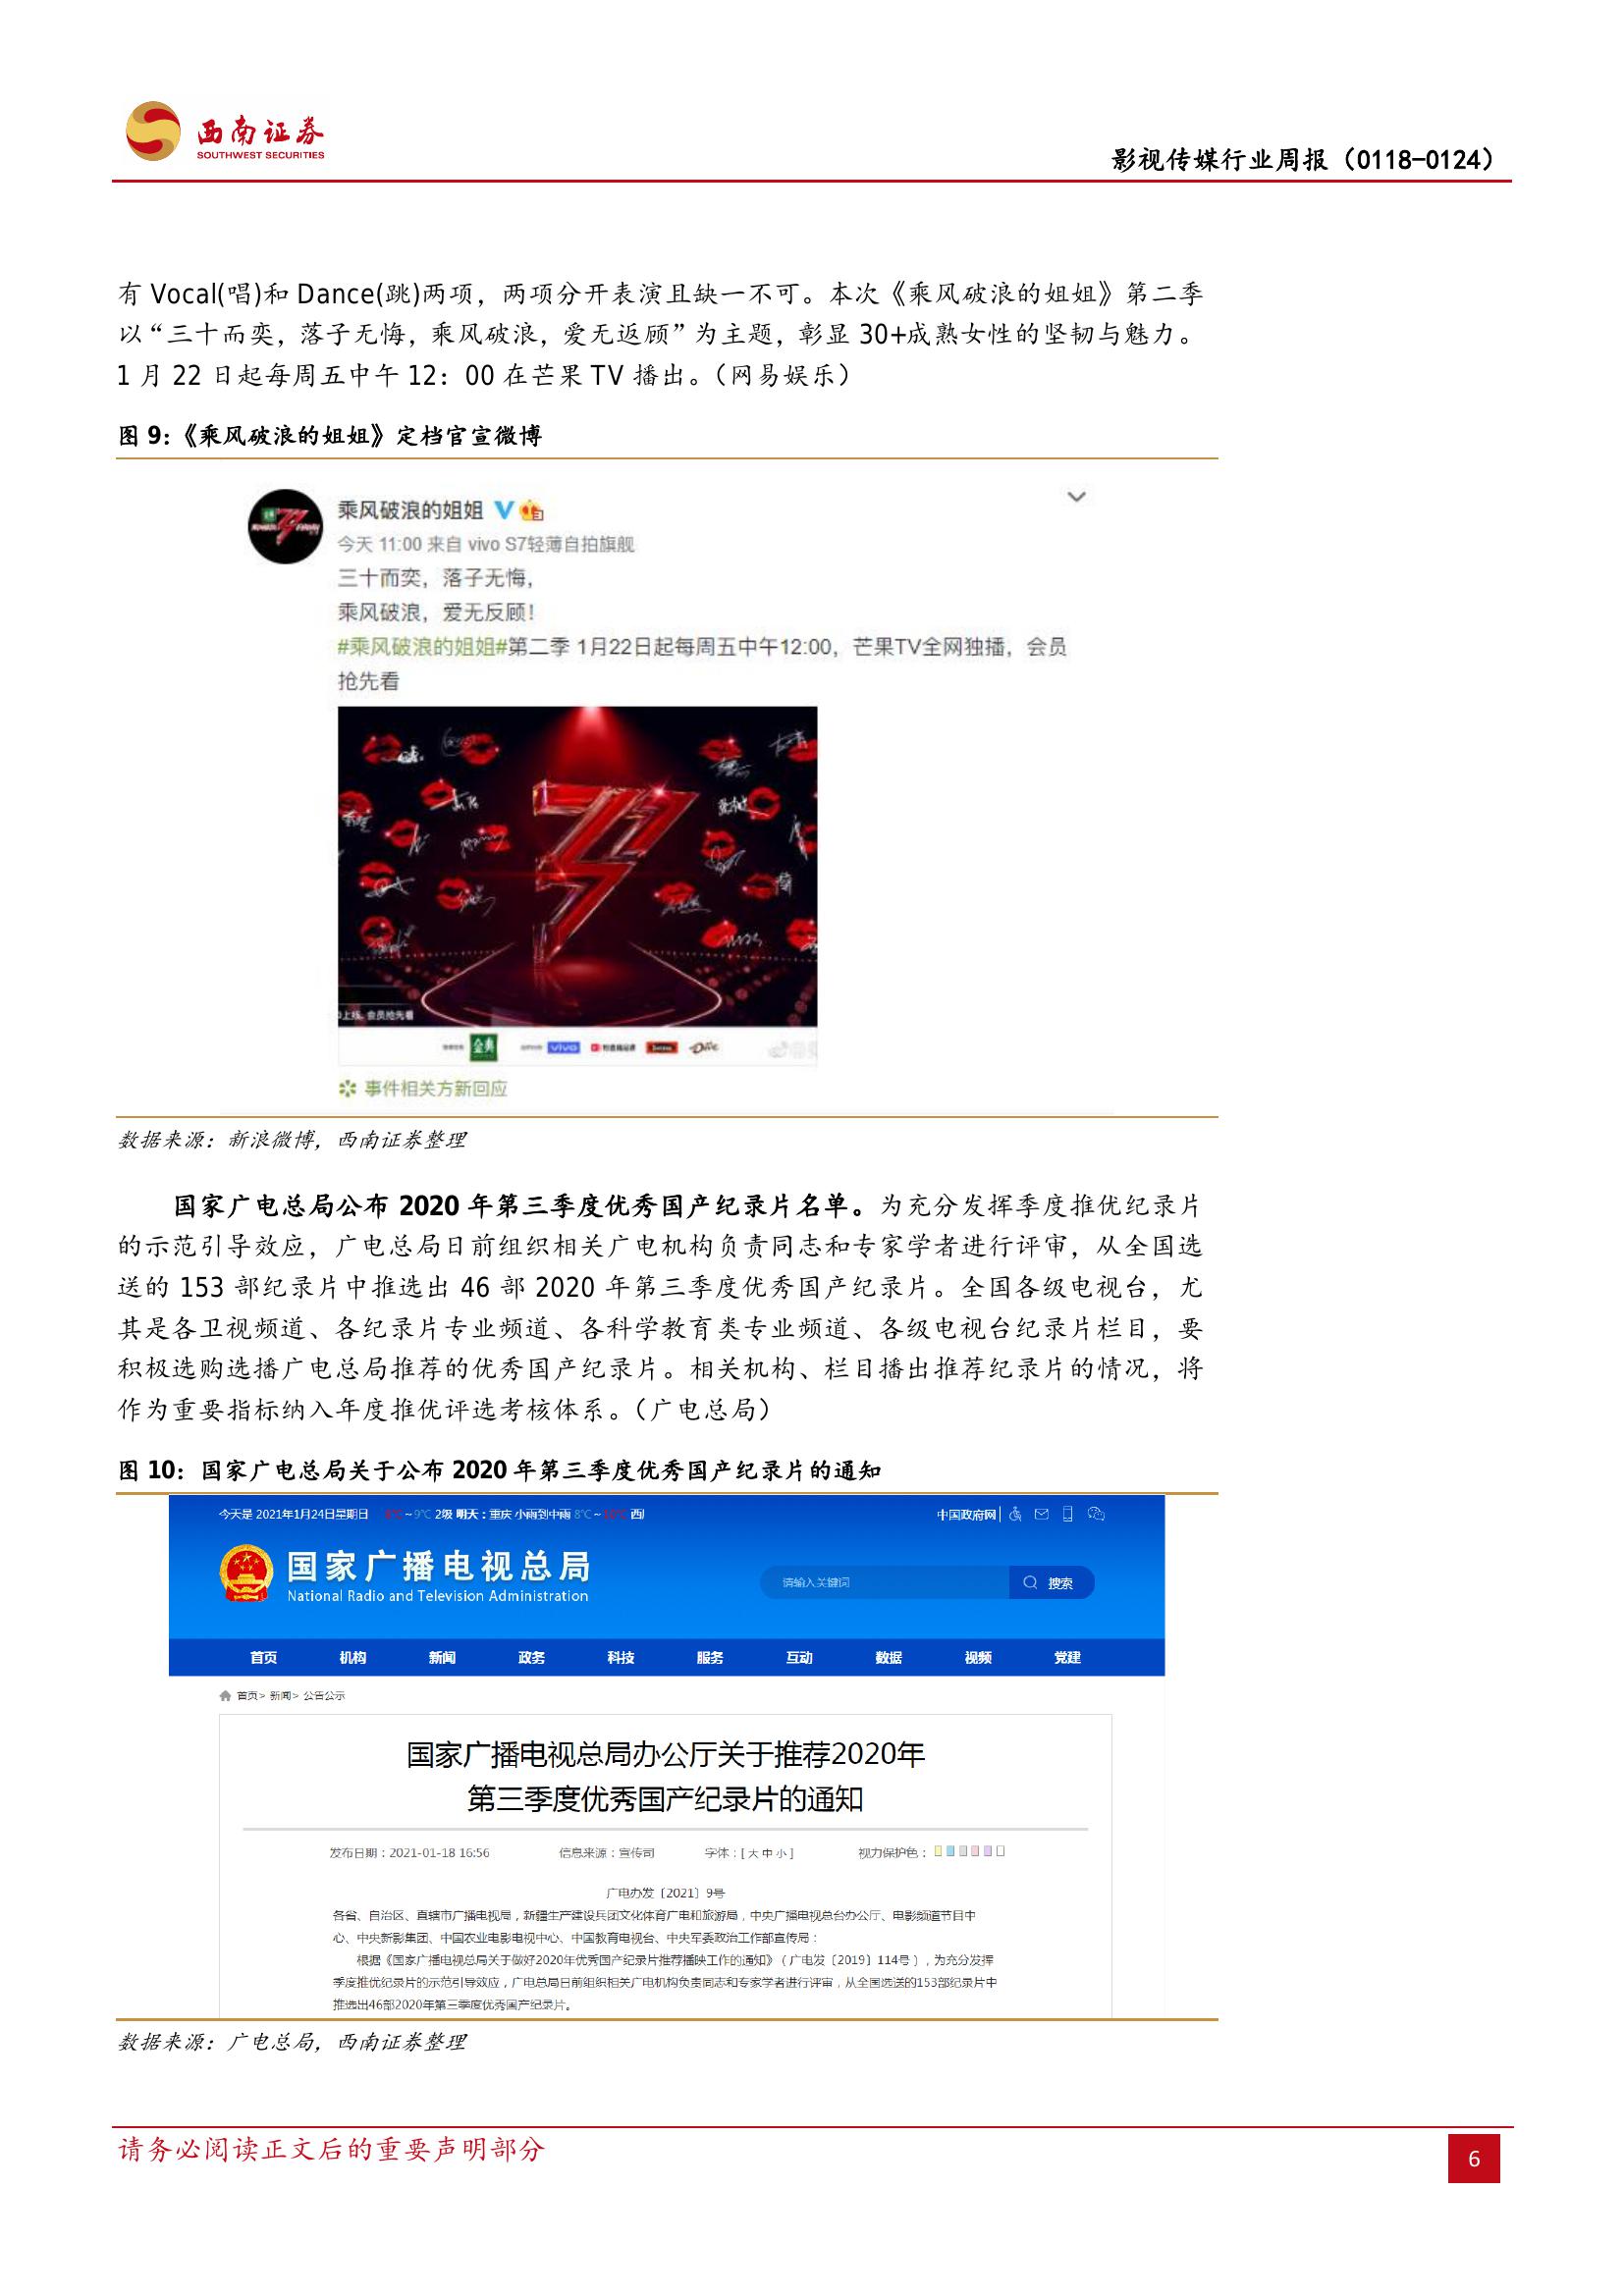 西南证券
SOUTHWEST SECURITIES
影视传媒行业周报（0118-0124）
有 Vocal(唱)和 Dance(跳)两项，两项分开表演且缺一不可。本次《乘风破浪的姐姐》第二季
以“三十而奕，落子无悔，乘风破浪，爱无返顾”为主题，彰显 30+成熟女性的坚韧与魅力。
1 月 22 日起每周五中午 12：00 在芒果 TV 播出。（网易娱乐）
图 9：《乘风破浪的姐姐》定档官宣微博
乘风破浪的姐姐
今天 11:00 来自 vivo S7轻薄自拍旗舰
三十而奕，落子无悔，
乘风破浪，爱无反顾！
#乘风破浪的姐姐#第二季 1月22日起每周五中午12:00，芒果TV全网独播，会员
抢先看
会员抢先看
金典
vivo
Dove
事件相关方新回应
数据来源：新浪微博，西南证券整理
国家广电总局公布 2020 年第三季度优秀国产纪录片名单。为充分发挥季度推优纪录片
的示范引导效应，广电总局日前组织相关广电机构负责同志和专家学者进行评审，从全国选
送的 153 部纪录片中推选出 46 部 2020 年第三季度优秀国产纪录片。全国各级电视台，尤
其是各卫视频道、各纪录片专业频道、各科学教育类专业频道、各级电视台纪录片栏目，要
积极选购选播广电总局推荐的优秀国产纪录片。相关机构、栏目播出推荐纪录片的情况，将
作为重要指标纳入年度推优评选考核体系。（广电总局）
图 10：国家广电总局关于公布 2020 年第三季度优秀国产纪录片的通知
今天是 2021年1月24日星期日 ～9℃ 2级 明天：重庆 小雨到中雨 8℃～ 西
中国政府网
国家广播电视总局
National Radio and Television Administration
请输入关键词 搜索
首页 机构 新闻 政务 科技 服务 互动 数据 视频 党建
首页> 新闻> 公告公示
国家广播电视总局办公厅关于推荐2020年
第三季度优秀国产纪录片的通知
发布日期：2021-01-18 16:56 信息来源：宣传司 字体：[ 大 中 小 ] 视力保护色：
广电办发〔2021〕9号
各省、自治区、直辖市广播电视局，新疆生产建设兵团文化体育广电和旅游局，中央广播电视总台办公厅、电影频道节目中
心、中央新影集团、中国农业电影电视中心、中国教育电视台、中央军委政治工作部宣传局：
根据《国家广播电视总局关于做好2020年优秀国产纪录片推荐播映工作的通知》（广电发〔2019〕114号），为充分发挥
季度推优纪录片的示范引导效应，广电总局日前组织相关广电机构负责同志和专家学者进行评审，从全国选送的153部纪录片中
推选出46部2020年第三季度优秀国产纪录片。
数据来源：广电总局，西南证券整理
请务必阅读正文后的重要声明部分
6